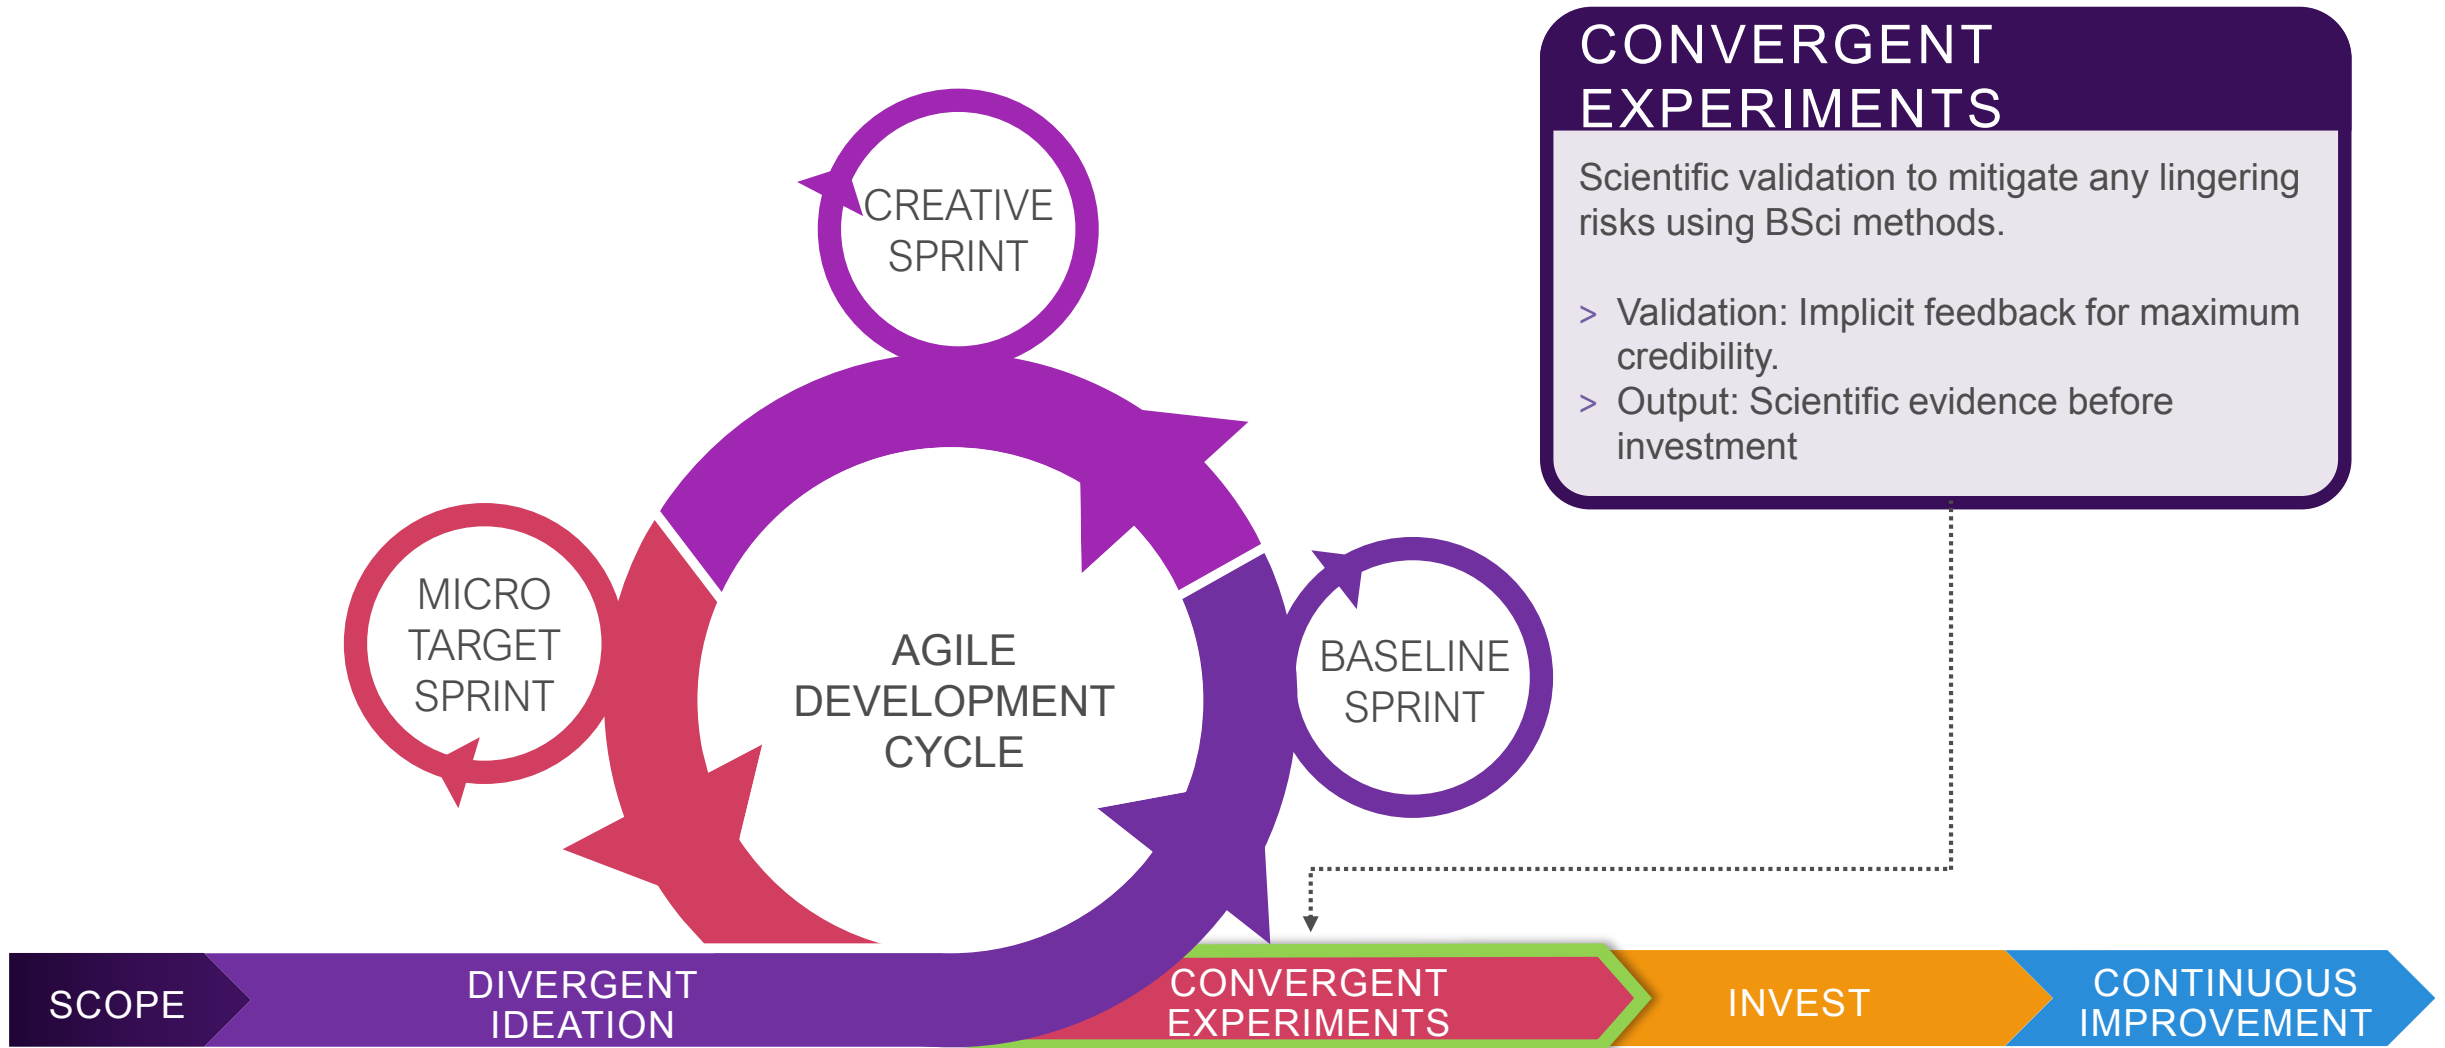 CONVERGENT
EXPERIMENTS
Scientific validation to mitigate any lingering
risks using BSci methods.
> Validation: Implicit feedback for maximum
credibility.
> Output: Scientific evidence before
investment
CREATIVE
SPRINT
MICRO
TARGET
SPRINT
AGILE
DEVELOPMENT
CYCLE
BASELINE
SPRINT
SCOPE
DIVERGENT
IDEATION
CONVERGENT
EXPERIMENTS
INVEST
CONTINUOUS
IMPROVEMENT